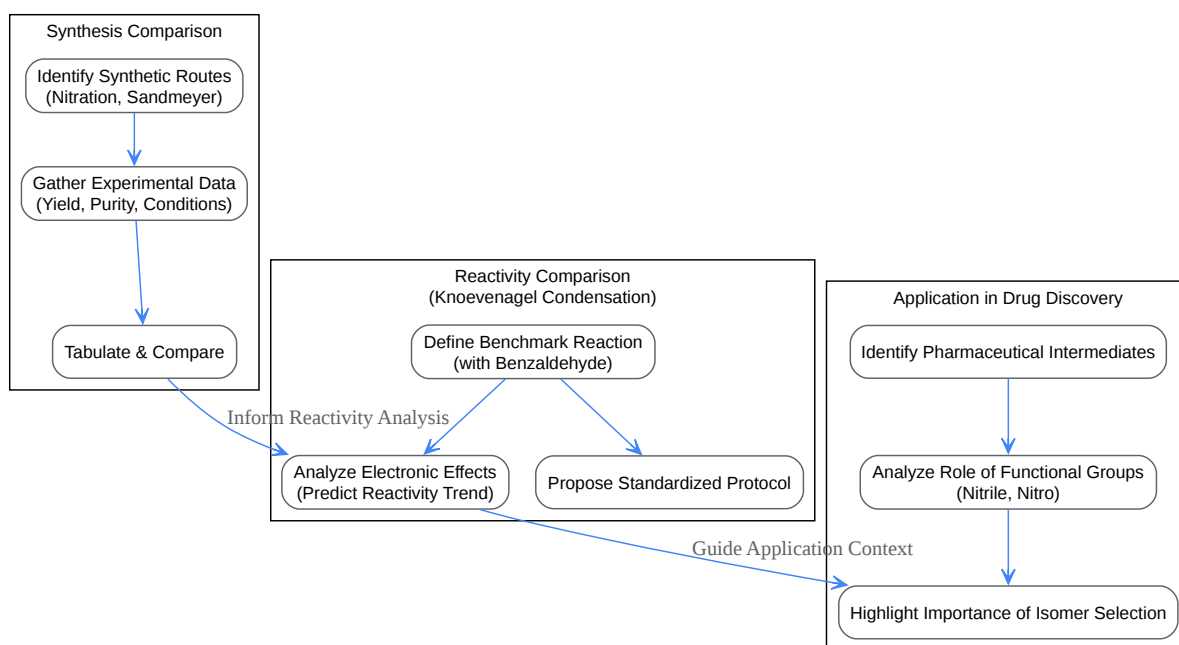 Synthesis Comparison
Identify Synthetic Routes
(Nitration, Sandmeyer)
Gather Experimental Data
(Yield, Purity, Conditions)
Tabulate & Compare
Inform Reactivity Analysis
Reactivity Comparison
(Knoevenagel Condensation)
Define Benchmark Reaction
(with Benzaldehyde)
Analyze Electronic Effects
(Predict Reactivity Trend)
Propose Standardized Protocol
Guide Application Context
Application in Drug Discovery
Identify Pharmaceutical Intermediates
Analyze Role of Functional Groups
(Nitrile, Nitro)
Highlight Importance of Isomer Selection